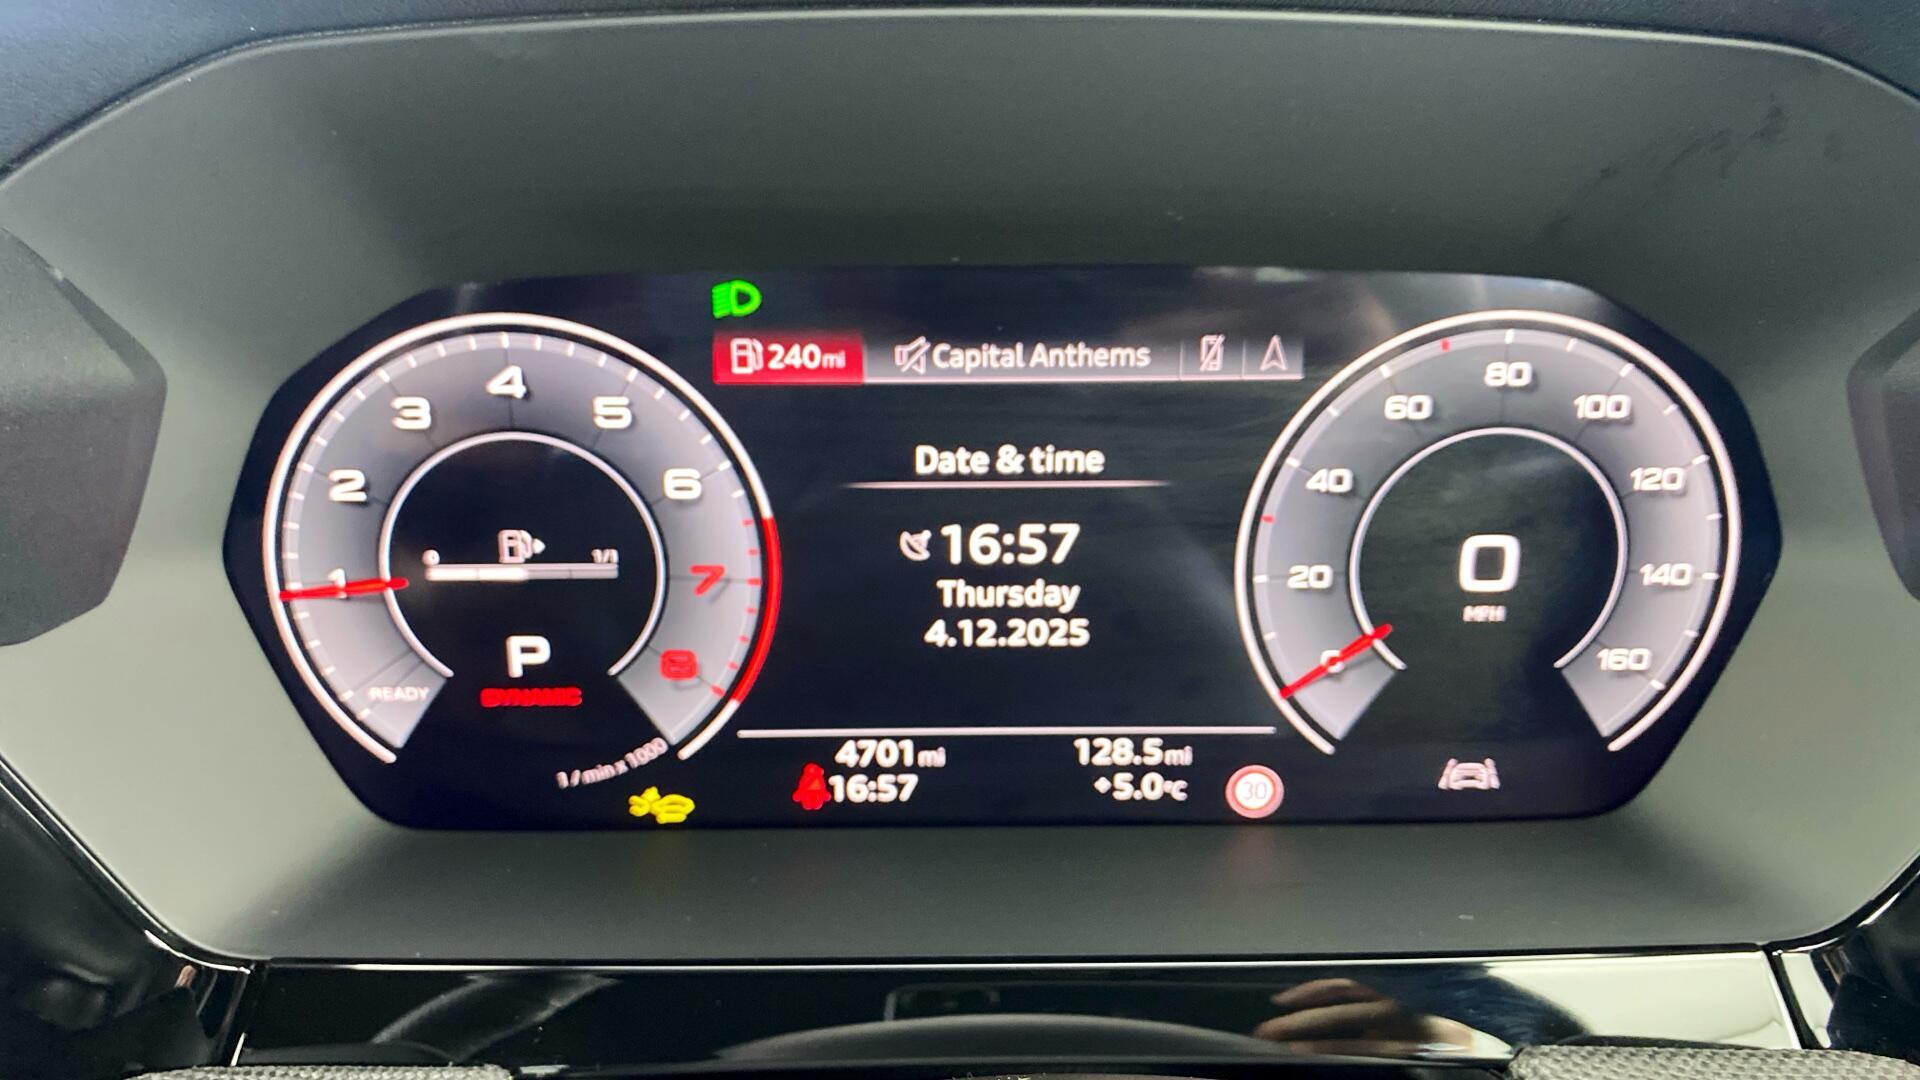 240mi
Capital Anthems
4
3
5
2
6
1
7
8
READY
1/min x 1000
0
1/1
P
DYNAMIC
Date & time
16:57
Thursday
4.12.2025
4701mi
128.5mi
16:57
+5.0°C
30
80
60
100
40
120
20
140
0
160
0
MPH